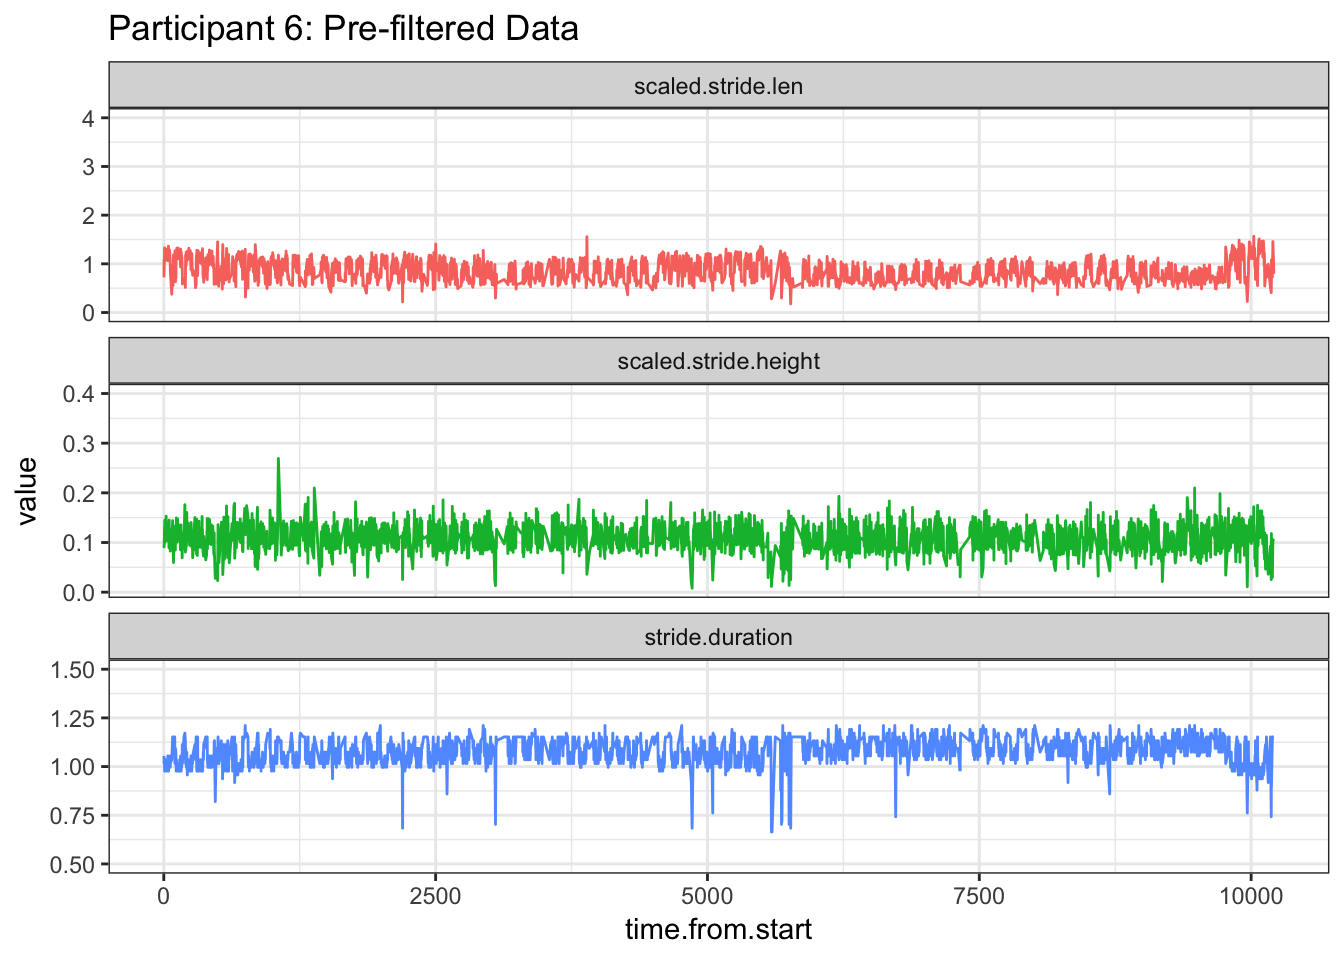 Participant 6: Pre-filtered Data
scaled.stride.len
4
3
2
1
0
scaled.stride.height
0.4
0.3
0.2
0.1
0.0
value
stride.duration
1.50
1.25
1.00
0.75
0.50
0 2500 5000 7500 10000
time.from.start